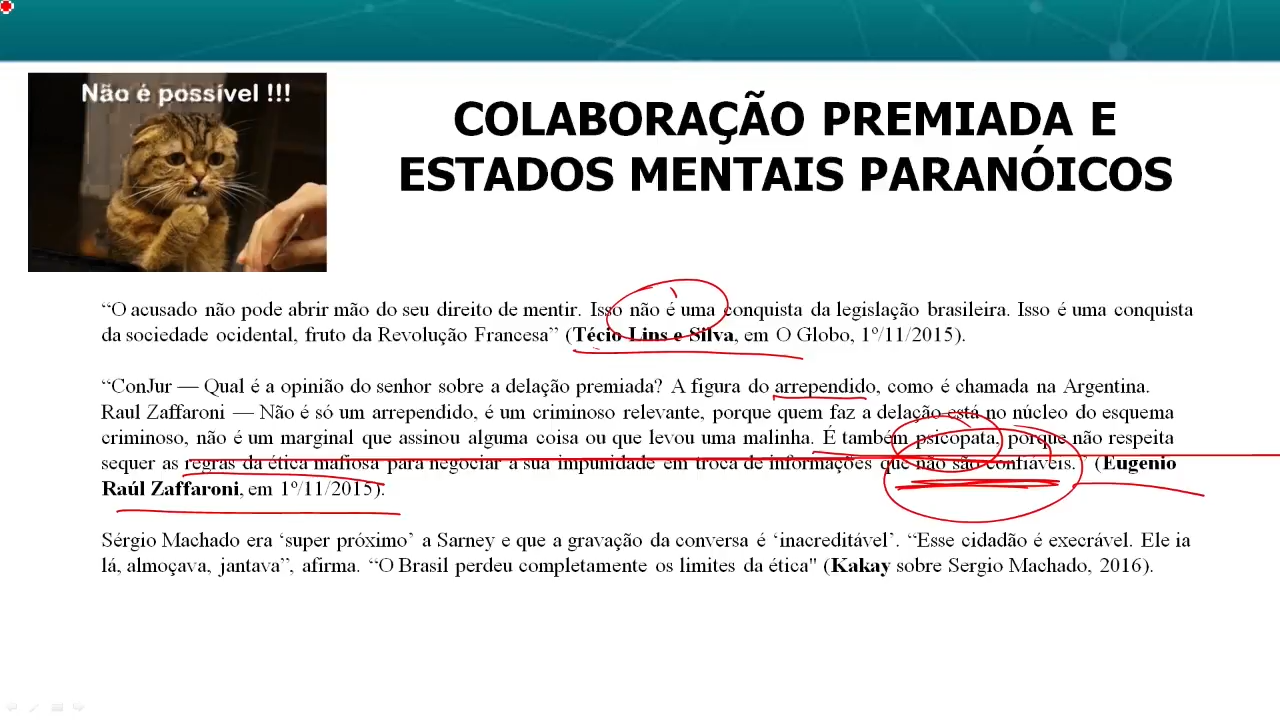 Não é possível !!!
COLABORAÇÃO PREMIADA E
ESTADOS MENTAIS PARANÓICOS
“O acusado não pode abrir mão do seu direito de mentir. Isso não é uma conquista da legislação brasileira. Isso é uma conquista
da sociedade ocidental, fruto da Revolução Francesa” (Técio Lins e Silva, em O Globo, 1º/11/2015).
“ConJur — Qual é a opinião do senhor sobre a delação premiada? A figura do arrependido, como é chamada na Argentina.
Raul Zaffaroni — Não é só um arrependido, é um criminoso relevante, porque quem faz a delação está no núcleo do esquema
criminoso, não é um marginal que assinou alguma coisa ou que levou uma malinha. É também psicopata, porque não respeita
sequer as regras da ética mafiosa para negociar a sua impunidade em troca de informações que não são confiáveis.” (Eugenio
Raúl Zaffaroni, em 1º/11/2015).
Sérgio Machado era ‘super próximo’ a Sarney e que a gravação da conversa é ‘inacreditável’. “Esse cidadão é execrável. Ele ia
lá, almoçava, jantava”, afirma. “O Brasil perdeu completamente os limites da ética" (Kakay sobre Sergio Machado, 2016).